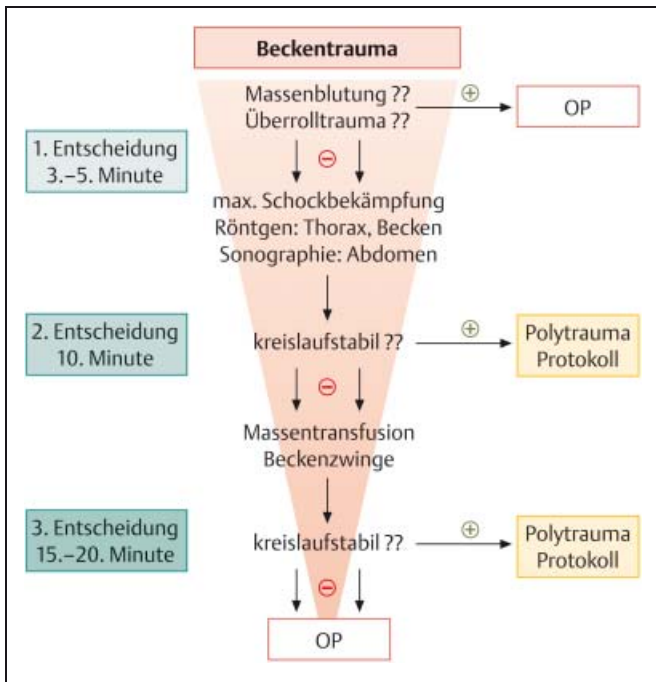 Beckentrauma
Massenblutung ??
Überrolltrauma ??
⊕
OP
1. Entscheidung
3.–5. Minute
⊖
max. Schockbekämpfung
Röntgen: Thorax, Becken
Sonographie: Abdomen
2. Entscheidung
10. Minute
kreislaufstabil ??
⊕
Polytrauma
Protokoll
⊖
Massentransfusion
Beckenzwinge
3. Entscheidung
15.–20. Minute
kreislaufstabil ??
⊕
Polytrauma
Protokoll
⊖
OP